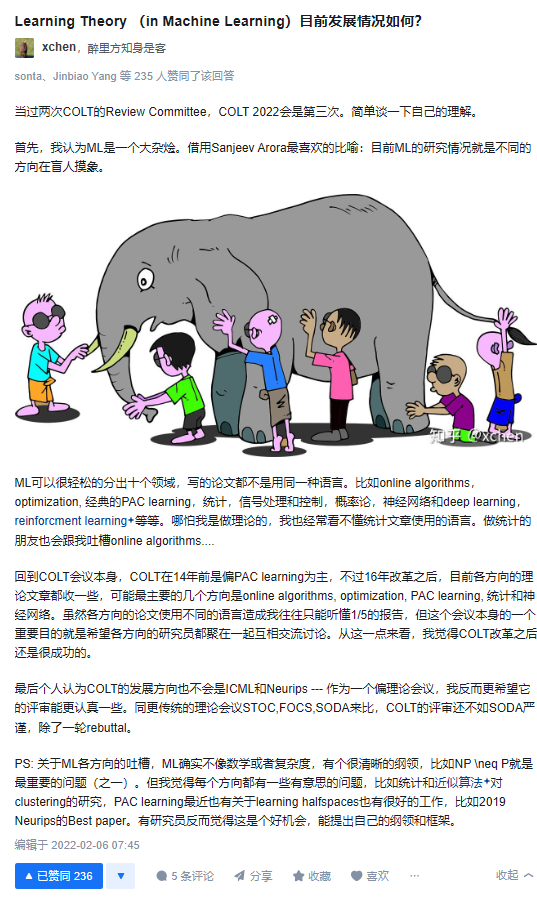 Learning Theory （in Machine Learning）目前发展情况如何？
xchen，醉里方知身是客
sonta、Jinbiao Yang 等 235 人赞同了该回答
当过两次COLT的Review Committee，COLT 2022会是第三次。简单谈一下自己的理解。
首先，我认为ML是一个大杂烩。借用Sanjeev Arora最喜欢的比喻：目前ML的研究情况就是不同的
方向在盲人摸象。
知乎 @xchen
ML可以很轻松的分出十个领域，写的论文都不是用同一种语言。比如online algorithms，
optimization, 经典的PAC learning，统计，信号处理和控制，概率论，神经网络和deep learning，
reinforcment learning等等。哪怕我是做理论的，我也经常看不懂统计文章使用的语言。做统计的
朋友也会跟我吐槽online algorithms....
回到COLT会议本身，COLT在14年前是偏PAC learning为主，不过16年改革之后，目前各方向的理
论文章都收一些，可能最主要的几个方向是online algorithms, optimization, PAC learning, 统计和神
经网络。虽然各方向的论文使用不同的语言造成我往往只能听懂1/5的报告，但这个会议本身的一个
重要目的就是希望各方向的研究员都聚在一起互相交流讨论。从这一点来看，我觉得COLT改革之后
还是很成功的。
最后个人认为COLT的发展方向也不会是ICML和Neurips --- 作为一个偏理论会议，我反而更希望它
的评审能更认真一些。同更传统的理论会议STOC,FOCS,SODA来比，COLT的评审还不如SODA严
谨，除了一轮rebuttal。
PS: 关于ML各方向的吐槽，ML确实不像数学或者复杂度，有个很清晰的纲领，比如NP \neq P就是
最重要的问题（之一）。但我觉得每个方向都有一些有意思的问题，比如统计和近似算法对
clustering的研究，PAC learning最近也有关于learning halfspaces也有很好的工作，比如2019
Neurips的Best paper。有研究员反而觉得这是个好机会，能提出自己的纲领和框架。
编辑于 2022-02-06 07:45
已赞同 236 5 条评论 分享 收藏 喜欢 ··· 收起